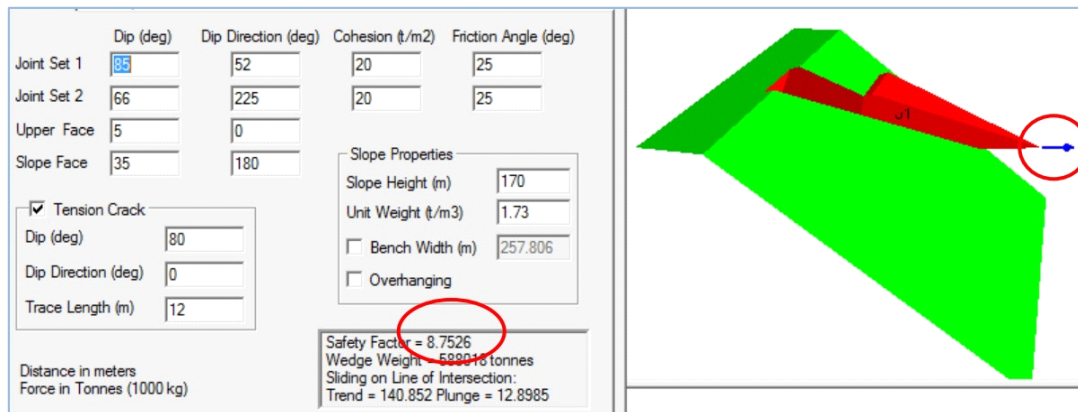 Dip (deg) Dip Direction (deg) Cohesion (t/m2) Friction Angle (deg)
Joint Set 1 85 52 20 25
Joint Set 2 66 225 20 25
Upper Face 5 0
Slope Face 35 180
Slope Properties
Slope Height (m) 170
Unit Weight (t/m3) 1.73
Bench Width (m) 257.806
Overhanging
Tension Crack
Dip (deg) 80
Dip Direction (deg) 0
Trace Length (m) 12
Safety Factor = 8.7526
Wedge Weight = 588018 tonnes
Sliding on Line of Intersection:
Trend = 140.852 Plunge = 12.8985
Distance in meters
Force in Tonnes (1000 kg)